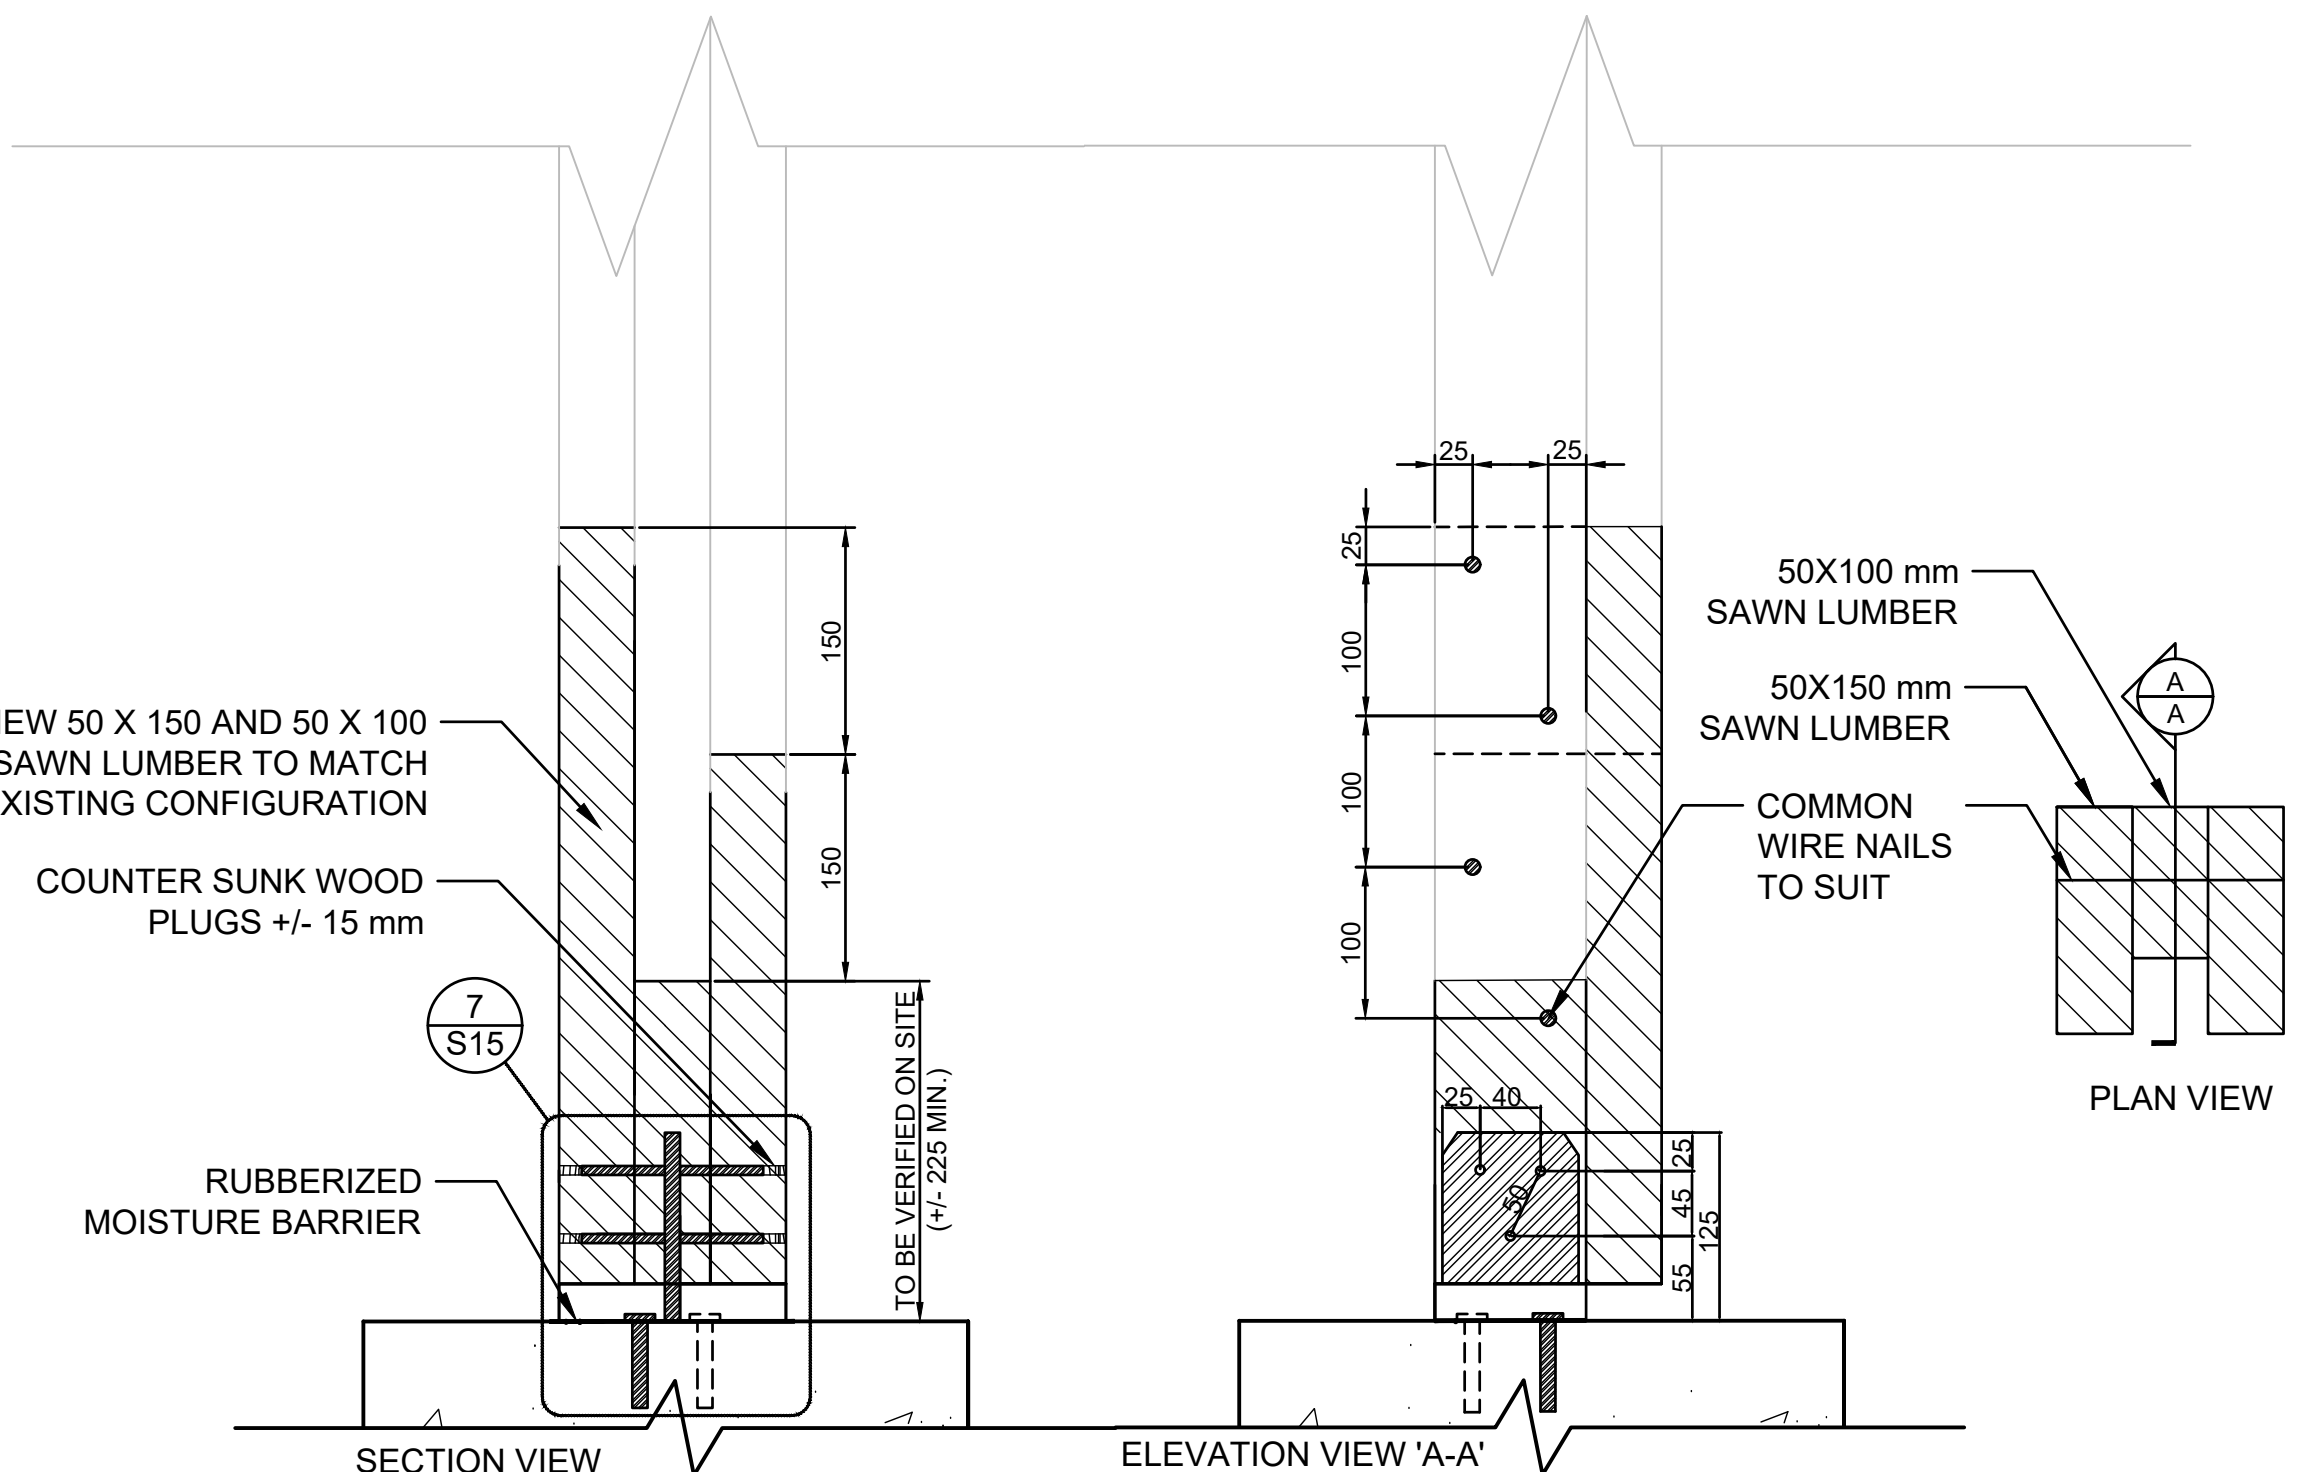 EW 50 X 150 AND 50 X 100
SAWN LUMBER TO MATCH
XISTING CONFIGURATION
COUNTER SUNK WOOD
PLUGS +/- 15 mm
7
S15
RUBBERIZED
MOISTURE BARRIER
150
150
TO BE VERIFIED ON SITE
(+/- 225 MIN.)
SECTION VIEW
25
25
25
100
100
100
25
40
50
25
45
55
125
ELEVATION VIEW 'A-A'
50X100 mm
SAWN LUMBER
50X150 mm
SAWN LUMBER
COMMON
WIRE NAILS
TO SUIT
A
A
PLAN VIEW